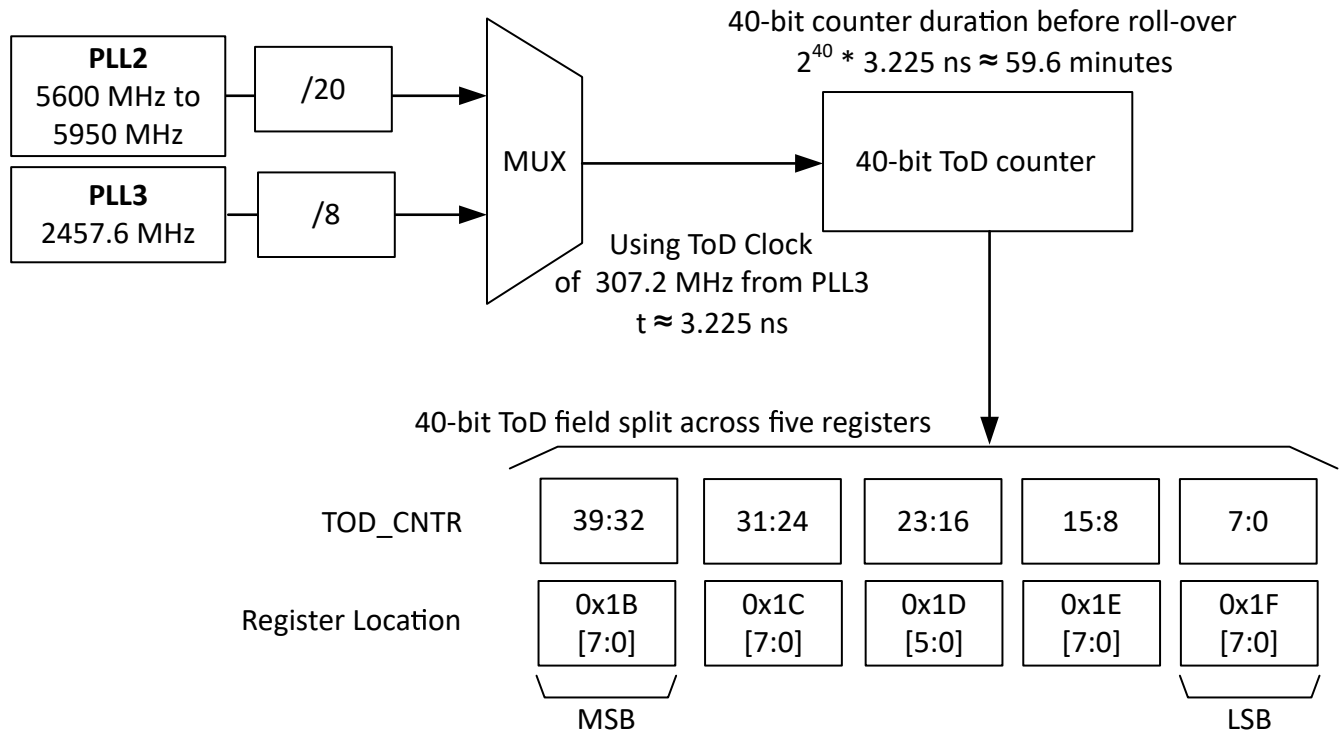 40-bit counter duration before roll-over
2^40 * 3.225 ns ≈ 59.6 minutes
PLL2
5600 MHz to
5950 MHz
/20
PLL3
2457.6 MHz
/8
MUX
40-bit ToD counter
Using ToD Clock
of 307.2 MHz from PLL3
t ≈ 3.225 ns
40-bit ToD field split across five registers
TOD_CNTR
39:32
31:24
23:16
15:8
7:0
Register Location
0x1B
[7:0]
0x1C
[7:0]
0x1D
[5:0]
0x1E
[7:0]
0x1F
[7:0]
MSB
LSB